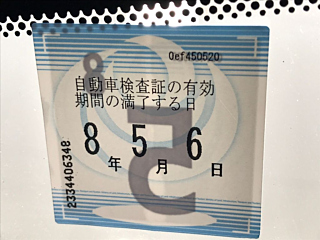 0ef450520
自動車検査証の有効
期間の満了する日
8年 5月 6日
2334406348